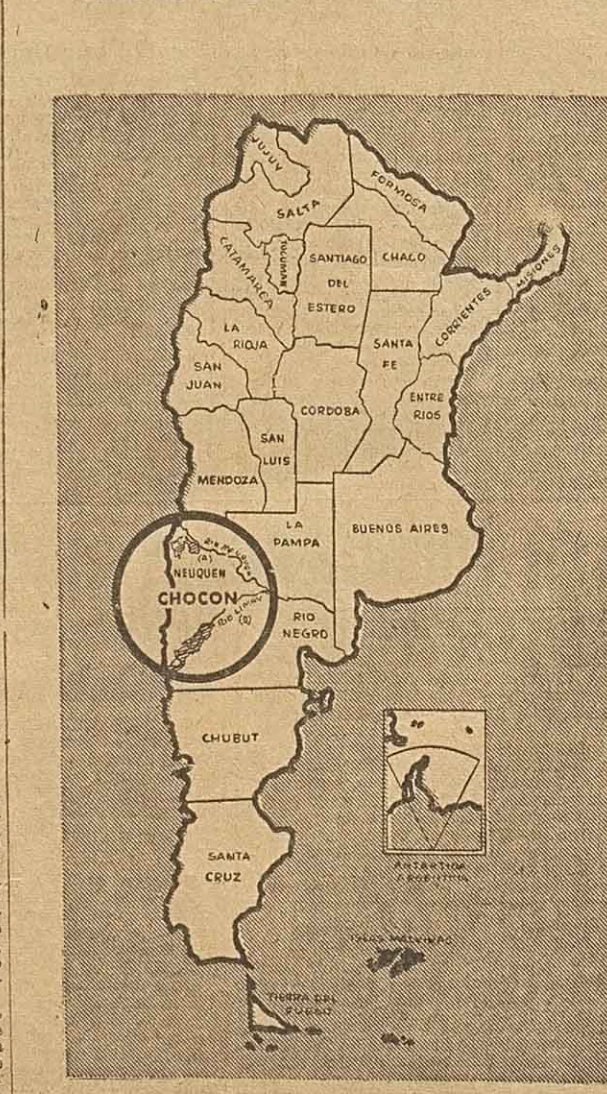 JUJUY
FORMOSA
SALTA
CATAMARCA
TUCUMAN
SANTIAGO
DEL
ESTERO
CHACO
MISIONES
CORRIENTES
LA
RIOJA
SANTA
FE
SAN
JUAN
ENTRE
RIOS
CORDOBA
SAN
LUIS
MENDOZA
LA
PAMPA
BUENOS AIRES
(A)
NEUQUEN
CHOCON
RIO LIMAY
(B)
RIO
NEGRO
CHUBUT
SANTA
CRUZ
ANTARTIDA
ARGENTINA
ISLAS MALVINAS
TIERRA DEL
FUEGO